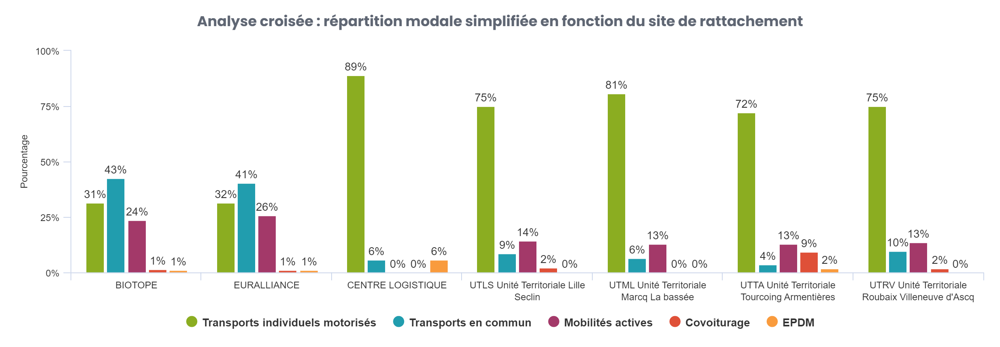 Analyse croisée : répartition modale simplifiée en fonction du site de rattachement
Pourcentage
100%
75%
50%
25%
0%
31%
43%
24%
1%
1%
32%
41%
26%
1%
1%
89%
6%
0%
0%
6%
75%
9%
14%
2%
0%
81%
6%
13%
0%
0%
72%
4%
13%
9%
2%
75%
10%
13%
2%
0%
BIOTOPE
EURALLIANCE
CENTRE LOGISTIQUE
UTLS Unité Territoriale Lille
Seclin
UTML Unité Territoriale
Marcq La bassée
UTTA Unité Territoriale
Tourcoing Armentières
UTRV Unité Territoriale
Roubaix Villeneuve d'Ascq
Transports individuels motorisés
Transports en commun
Mobilités actives
Covoiturage
EPDM